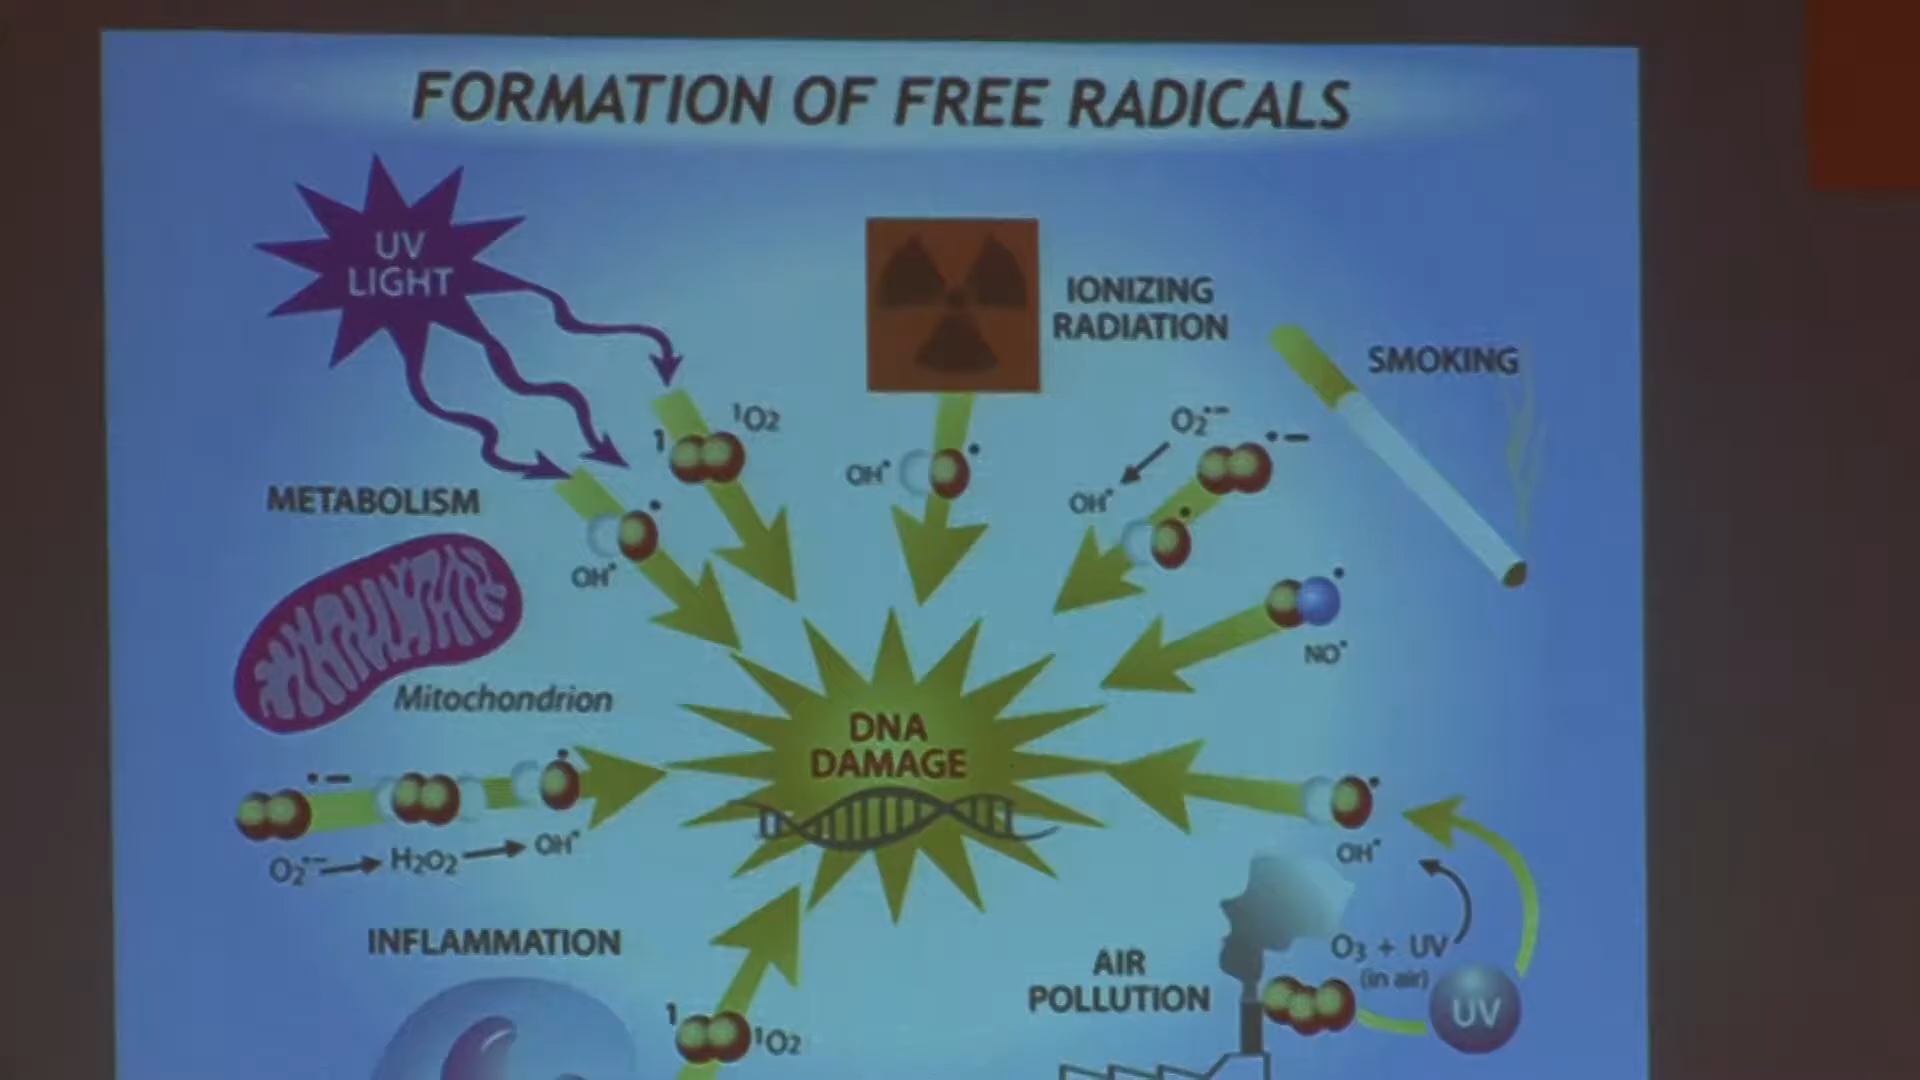 FORMATION OF FREE RADICALS
UV
LIGHT
IONIZING
RADIATION
SMOKING
1
¹O2
OH•
O2•–
• –
OH•
METABOLISM
OH•
NO•
Mitochondrion
DNA
DAMAGE
• –
O2•– → H2O2 → OH•
OH•
INFLAMMATION
AIR
POLLUTION
O3 + UV
(in air)
UV
1
¹O2